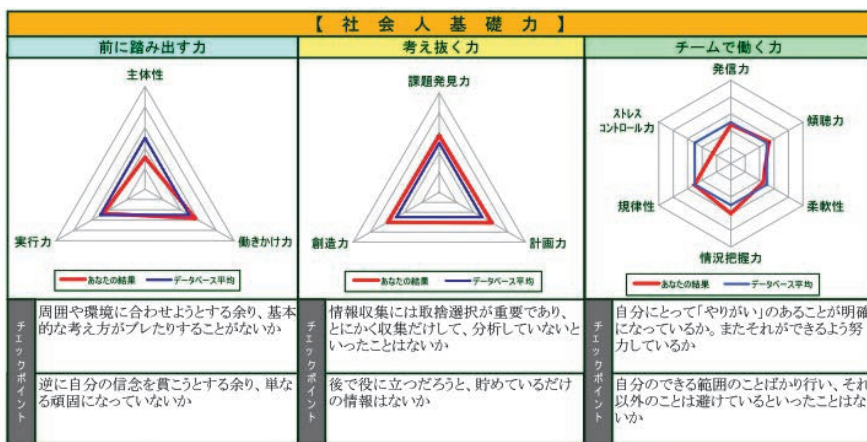 【 社 会 人 基 礎 力 】
前に踏み出す力
考え抜く力
チームで働く力
主体性
実行力
働きかけ力
あなたの結果
データベース平均
課題発見力
創造力
計画力
あなたの結果
データベース平均
発信力
ストレス
コントロール力
傾聴力
規律性
柔軟性
情況把握力
あなたの結果
データベース平均
チェックポイント
周囲や環境に合わせようとする余り、基本
的な考え方がブレたりすることがないか
逆に自分の信念を貫こうとする余り、単な
る頑固になっていないか
チェックポイント
情報収集には取捨選択が重要であり、
とにかく収集だけして、分析していないと
いったことはないか
後で役に立つだろうと、貯めているだけ
の情報はないか
チェックポイント
自分にとって「やりがい」のあることが明確
になっているか。またそれができるよう努
力しているか
自分のできる範囲のことばかり行い、それ
以外のことは避けているといったことはな
いか